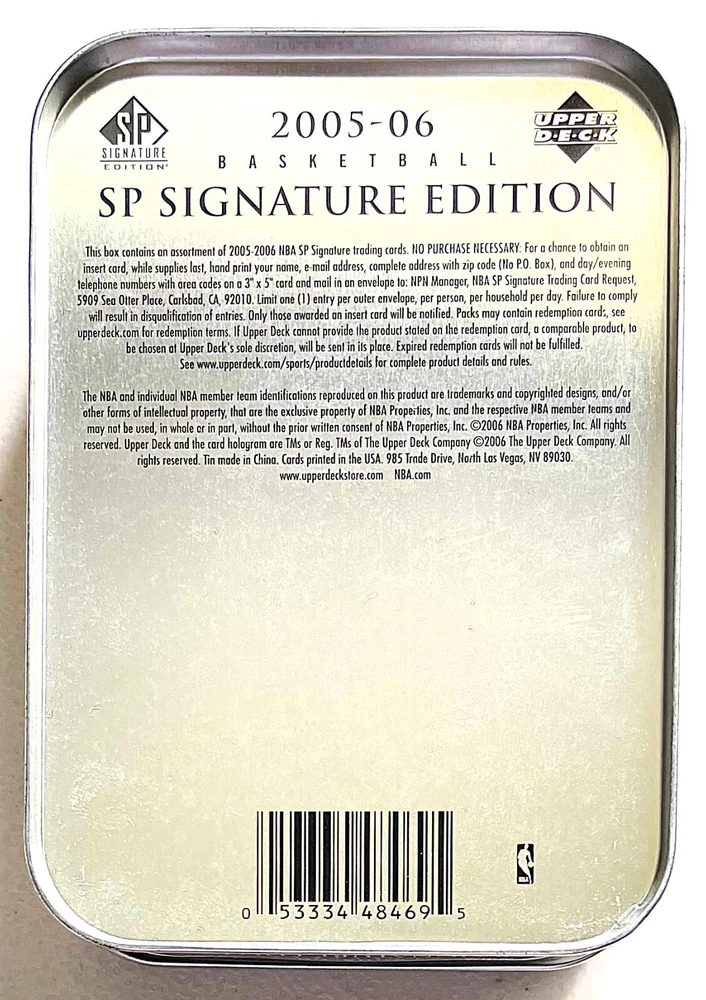 SP
SIGNATURE
EDITION
2005-06
UPPER
D·E·C·K
BASKETBALL
SP SIGNATURE EDITION
This box contains an assortment of 2005-2006 NBA SP Signature trading cards. NO PURCHASE NECESSARY: For a chance to obtain an
insert card, while supplies last, hand print your name, e-mail address, complete address with zip code (No P.O. Box), and day/evening
telephone numbers with area codes on a 3" x 5" card and mail in an envelope to: NPN Manager, NBA SP Signature Trading Card Request,
5909 Sea Otter Place, Carlsbad, CA, 92010. Limit one (1) entry per outer envelope, per person, per household per day. Failure to comply
will result in disqualification of entries. Only those awarded an insert card will be notified. Packs may contain redemption cards, see
upperdeck.com for redemption terms. If Upper Deck cannot provide the product stated on the redemption card, a comparable product, to
be chosen at Upper Deck's sole discretion, will be sent in its place. Expired redemption cards will not be fulfilled.
See www.upperdeck.com/sports/productdetails for complete product details and rules.
The NBA and individual NBA member team identifications reproduced on this product are trademarks and copyrighted designs, and/or
other forms of intellectual property, that are the exclusive property of NBA Properties, Inc. and the respective NBA member teams and
may not be used, in whole or in part, without the prior written consent of NBA Properties, Inc. ©2006 NBA Properties, Inc. All rights
reserved. Upper Deck and the card hologram are TMs or Reg. TMs of The Upper Deck Company ©2006 The Upper Deck Company. All
rights reserved. Tin made in China. Cards printed in the USA. 985 Trade Drive, North Las Vegas, NV 89030.
www.upperdeckstore.com NBA.com
NBA
0 53334 48469 5